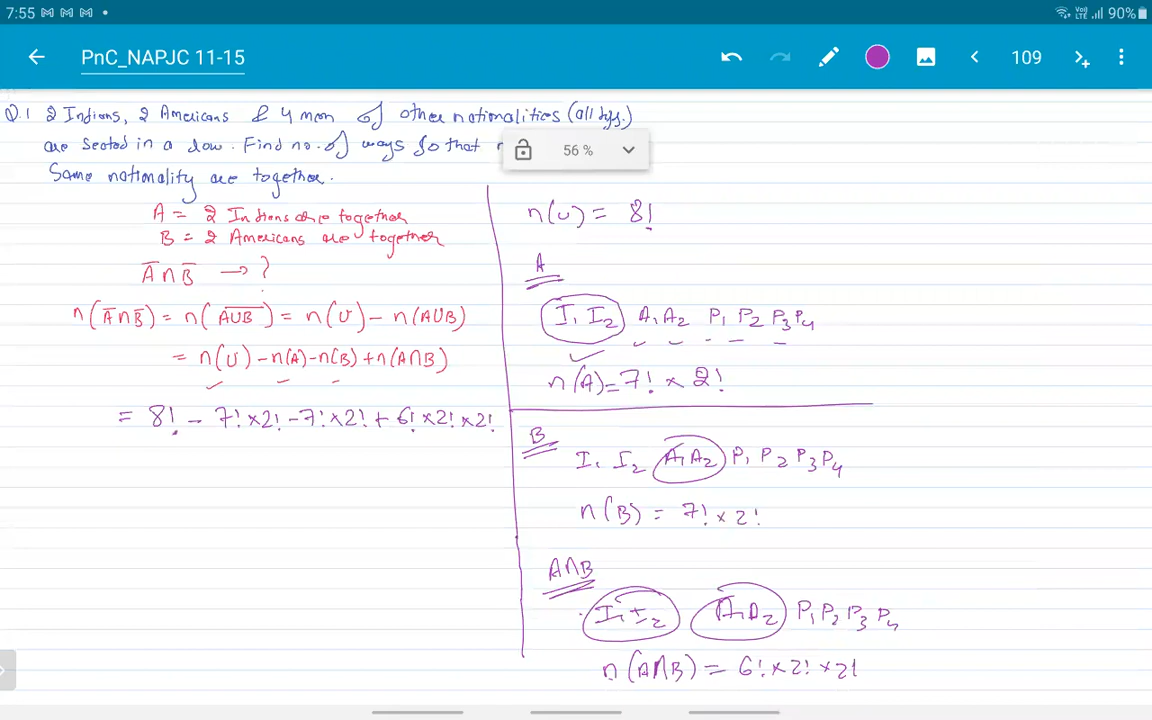 7:55
90%
PnC_NAPJC 11-15
109
Q.1 2 Indians, 2 Americans & 4 men of other nationalities (all
are seated in a row. Find no. of ways so that
56 %
Same nationality are together.
A = 2 Indians are together
B = 2 Americans are together
A̅∩B̅ → ?
n(A̅∩B̅) = n(A∪B)‾ = n(U) - n(A∪B)
= n(U) - n(A) - n(B) + n(A∩B)
= 8! - 7! × 2! - 7! × 2! + 6! × 2! × 2!
n(U) = 8!
A
I₁ I₂ A₁ A₂ P₁ P₂ P₃ P₄
n(A) = 7! × 2!
B
I₁ I₂ A₁ A₂ P₁ P₂ P₃ P₄
n(B) = 7! × 2!
A∩B
I₁ I₂ A₁ A₂ P₁ P₂ P₃ P₄
n(A∩B) = 6! × 2! × 2!